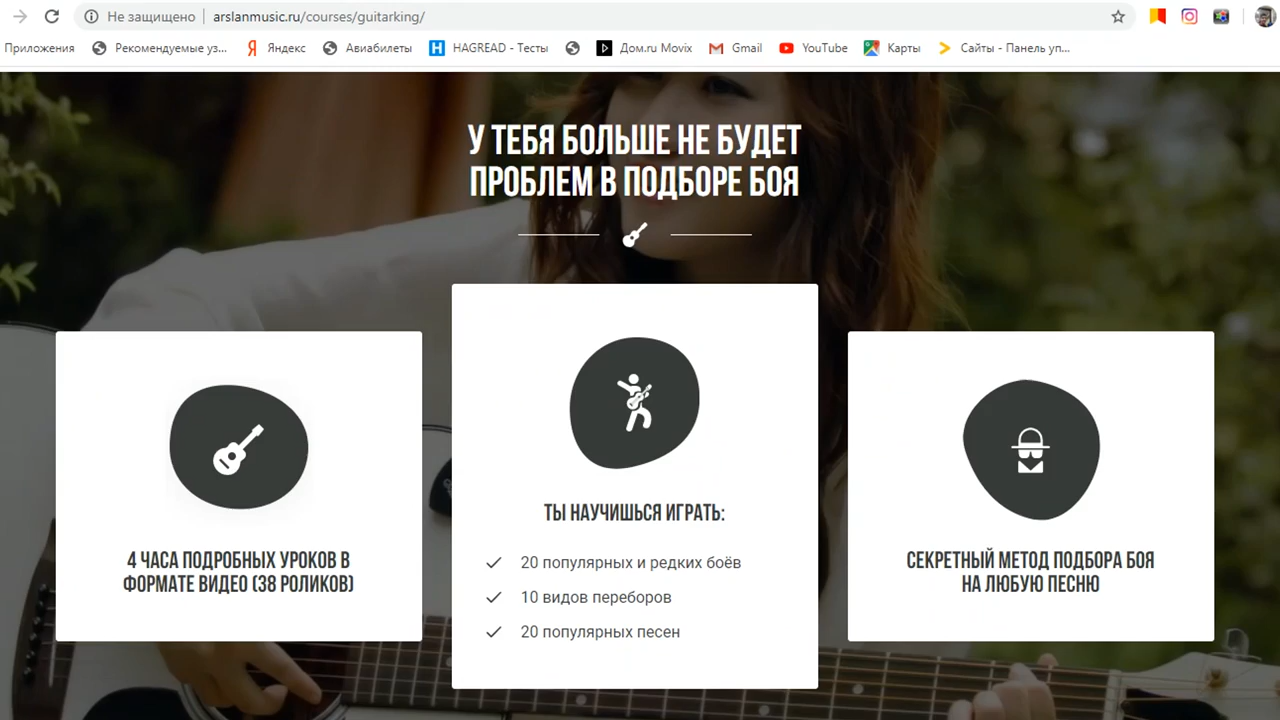 Не защищено arslanmusic.ru/courses/guitarking/
Приложения Рекомендуемые уз... Яндекс Авиабилеты HAGREAD - Тесты Дом.ru Movix Gmail YouTube Карты Сайты - Панель уп...
У ТЕБЯ БОЛЬШЕ НЕ БУДЕТ
ПРОБЛЕМ В ПОДБОРЕ БОЯ
4 ЧАСА ПОДРОБНЫХ УРОКОВ В
ФОРМАТЕ ВИДЕО (38 РОЛИКОВ)
ТЫ НАУЧИШЬСЯ ИГРАТЬ:
20 популярных и редких боёв
10 видов переборов
20 популярных песен
СЕКРЕТНЫЙ МЕТОД ПОДБОРА БОЯ
НА ЛЮБУЮ ПЕСНЮ